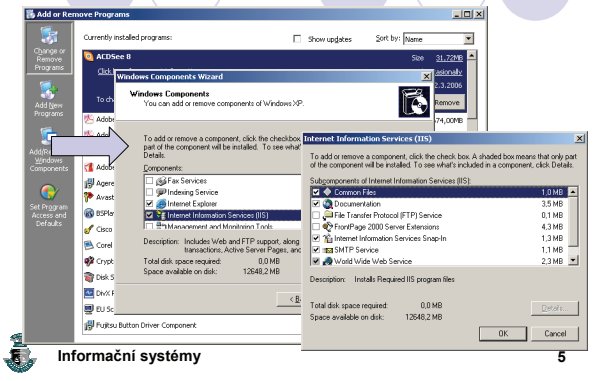 Add or Remove Programs
Change or
Remove
Programs
Add New
Programs
Add/Re
Windows
Components
Set Program
Access and
Defaults
Currently installed programs:
Show updates
Sort by: Name
ACDSee 8
Size 31,72MB
Click
asionally
2.3.2006
To ch
Remove
Adobe
74,00MB
Adobe
Agere
Avast
BSPla
Cisco
Corel
Crypt
Disk S
DivX F
EU Sc
Fujitsu Button Driver Component
Windows Components Wizard
Windows Components
You can add or remove components of Windows XP.
To add or remove a component, click the checkbox
part of the component will be installed. To see what'
Details.
Components:
Fax Services
Indexing Service
Internet Explorer
Internet Information Services (IIS)
Management and Monitoring Tools
Description: Includes Web and FTP support, along
transactions, Active Server Pages, and
Total disk space required: 0,0 MB
Space available on disk: 12648,2 MB
< B
Internet Information Services (IIS)
To add or remove a component, click the check box. A shaded box means that only part
of the component will be installed. To see what's included in a component, click Details.
Subcomponents of Internet Information Services (IIS):
Common Files 1,0 MB
Documentation 3,5 MB
File Transfer Protocol (FTP) Service 0,1 MB
FrontPage 2000 Server Extensions 4,3 MB
Internet Information Services Snap-In 1,3 MB
SMTP Service 1,1 MB
World Wide Web Service 2,3 MB
Description: Installs Required IIS program files
Total disk space required: 0,0 MB
Space available on disk: 12648,2 MB
Details...
OK
Cancel
Informační systémy
5